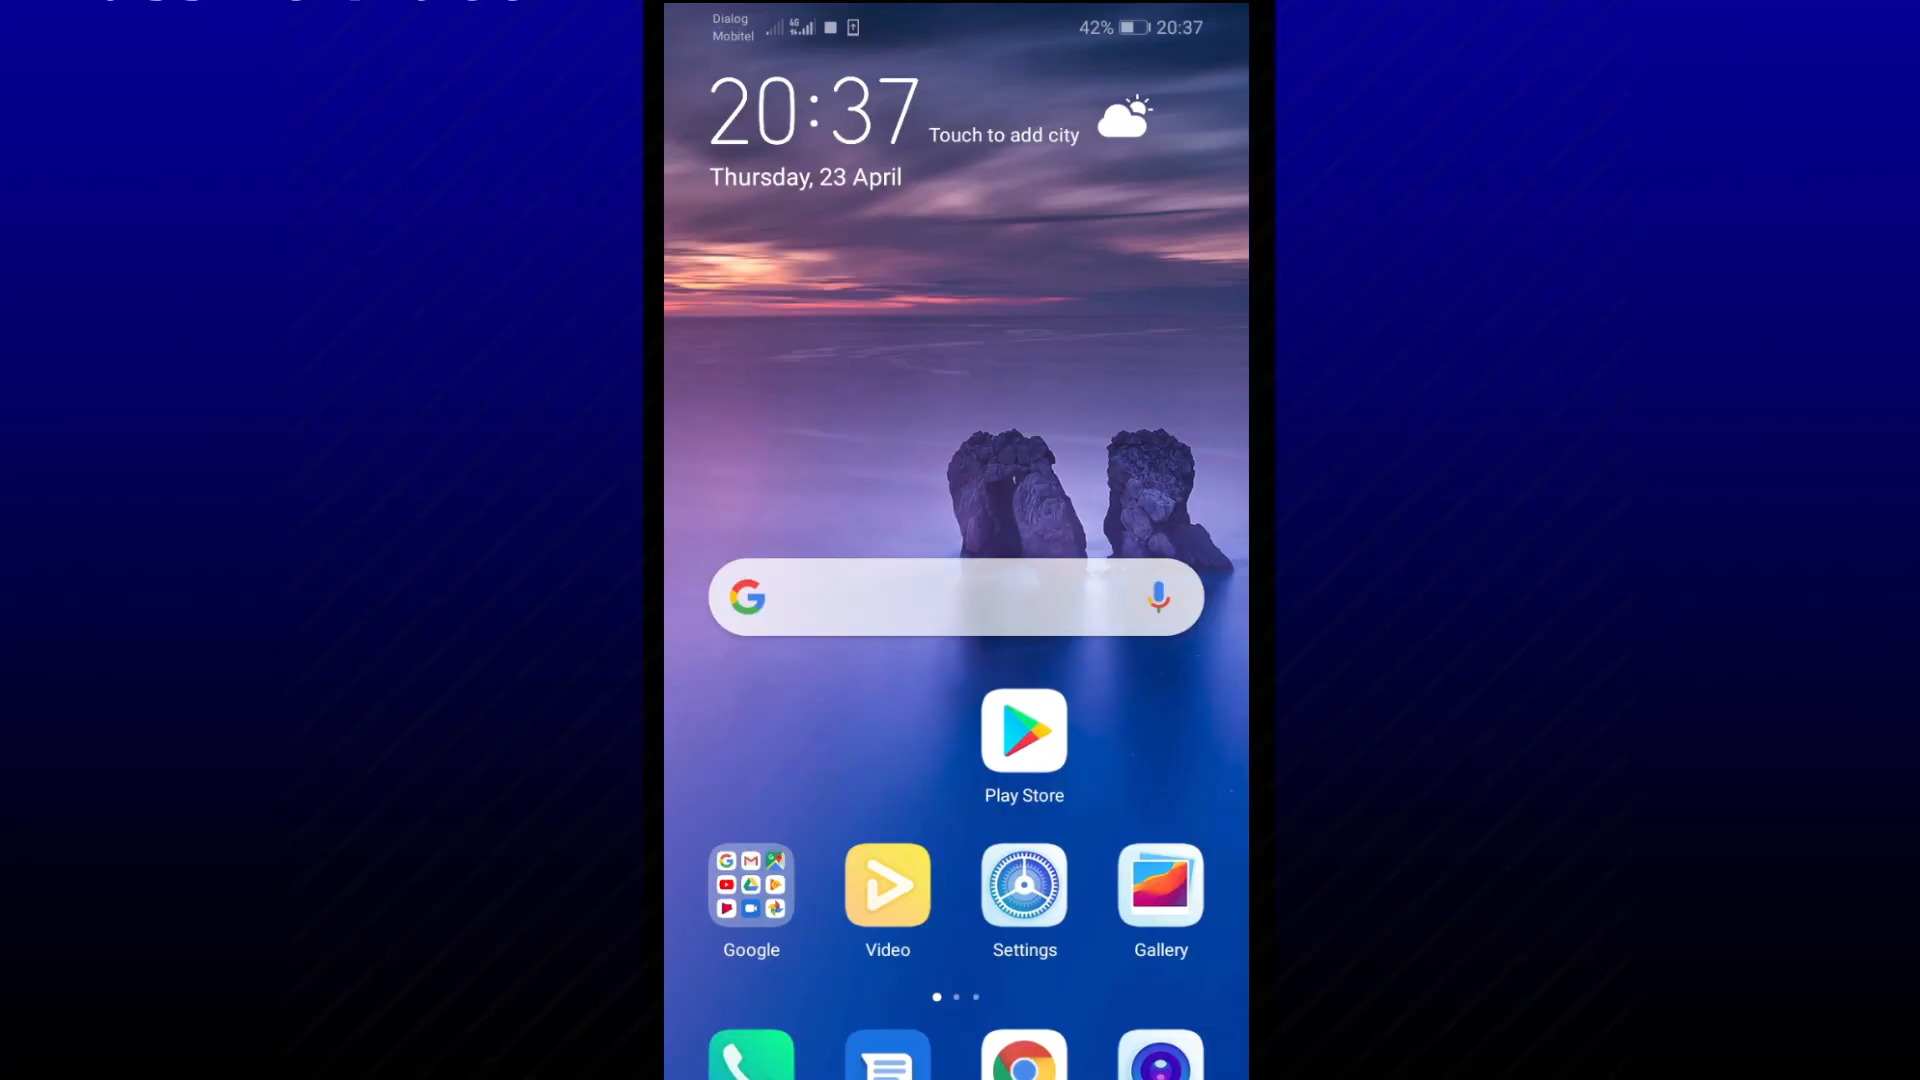 Dialog
Mobitel
4G
42%
20:37
20:37
Touch to add city
Thursday, 23 April
Play Store
Google
Video
Settings
Gallery